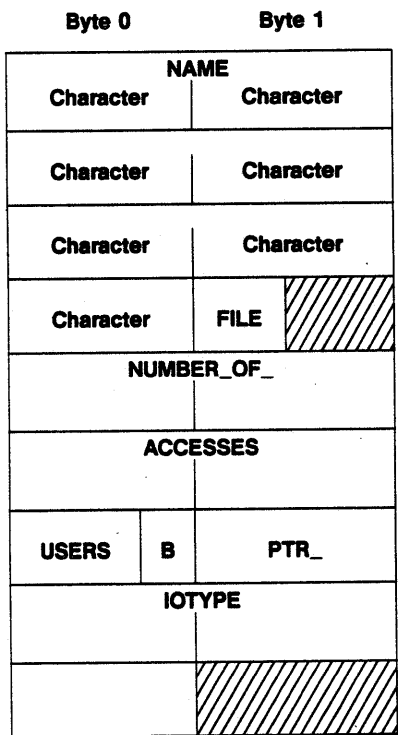 Byte 0 Byte 1
NAME
Character Character
Character Character
Character Character
Character FILE
NUMBER_OF_
ACCESSES
USERS B PTR_
IOTYPE